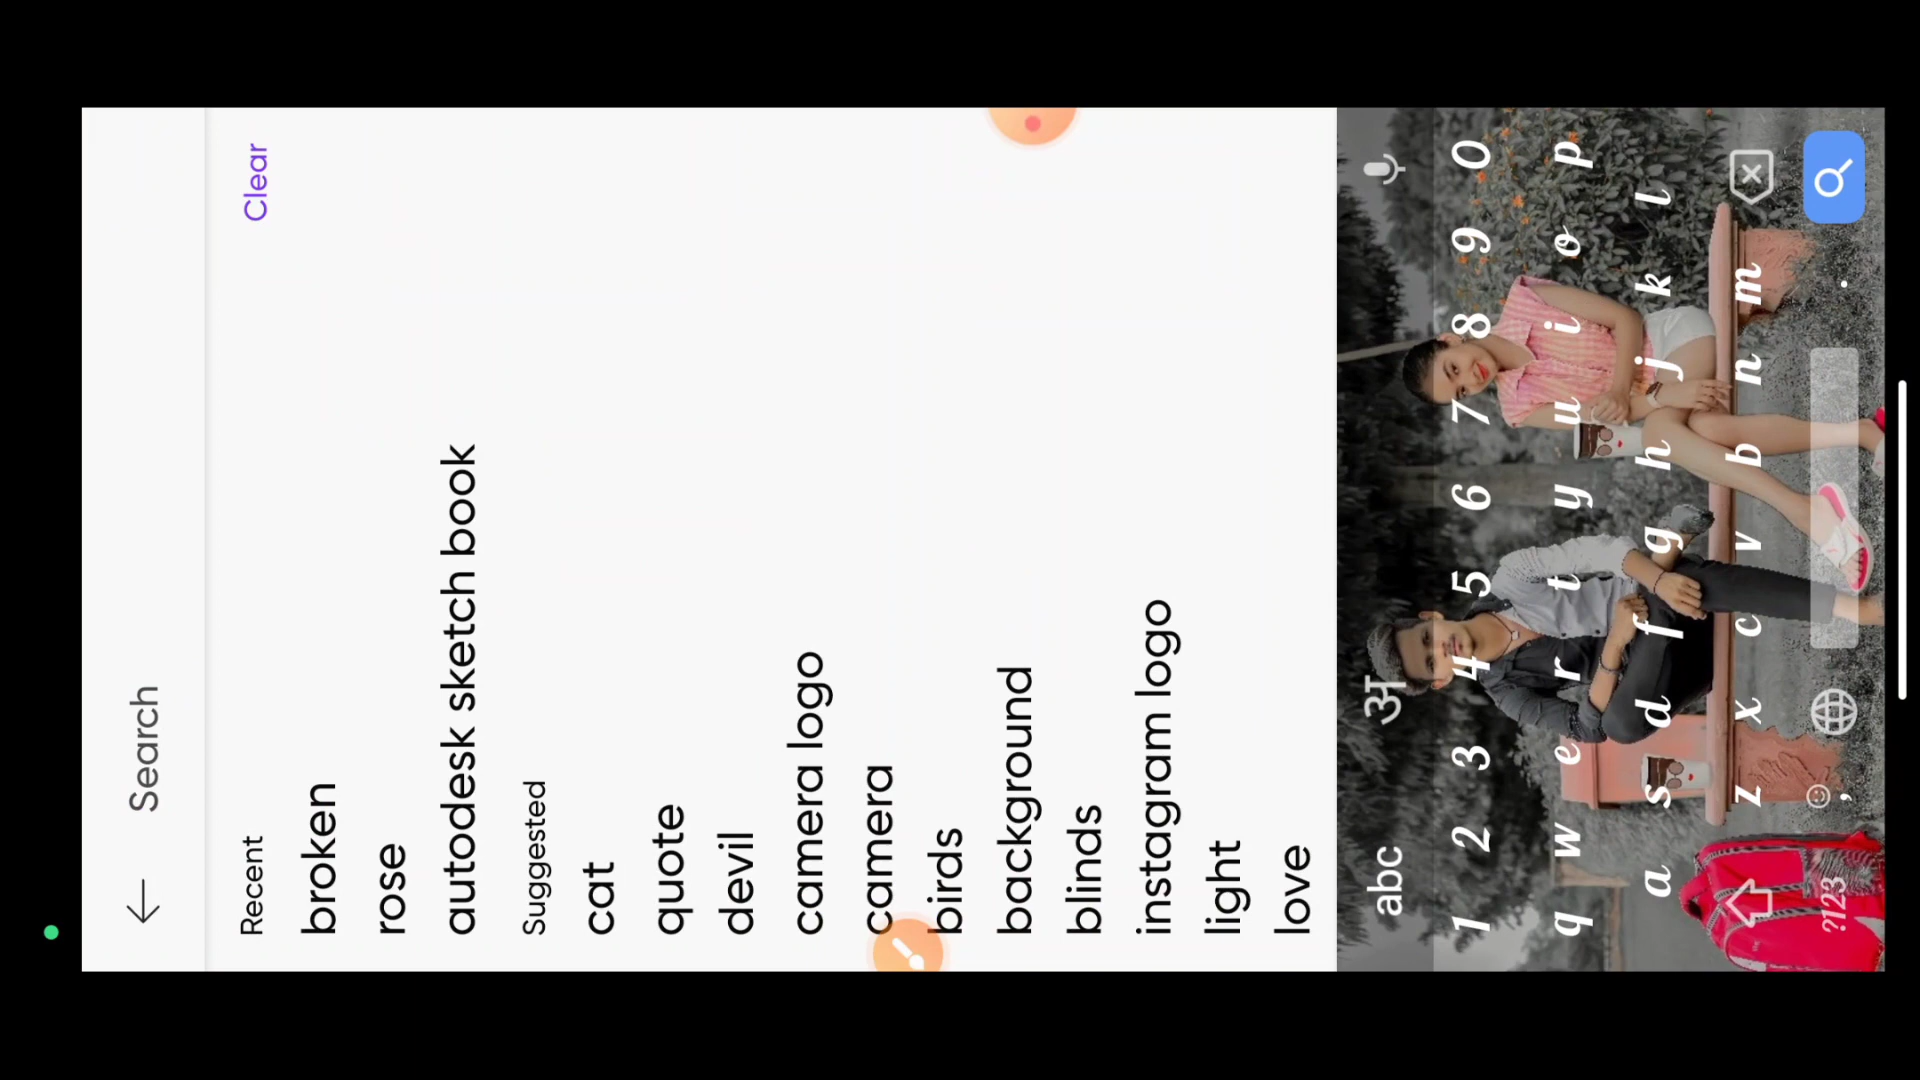 Search
Recent
Clear
broken
rose
autodesk sketch book
Suggested
cat
quote
devil
camera logo
camera
birds
background
blinds
instagram logo
light
love
abc अ
1 2 3 4 5 6 7 8 9 0
q w e r t y u i o p
a s d f g h j k l
z x c v b n m
?123 , .